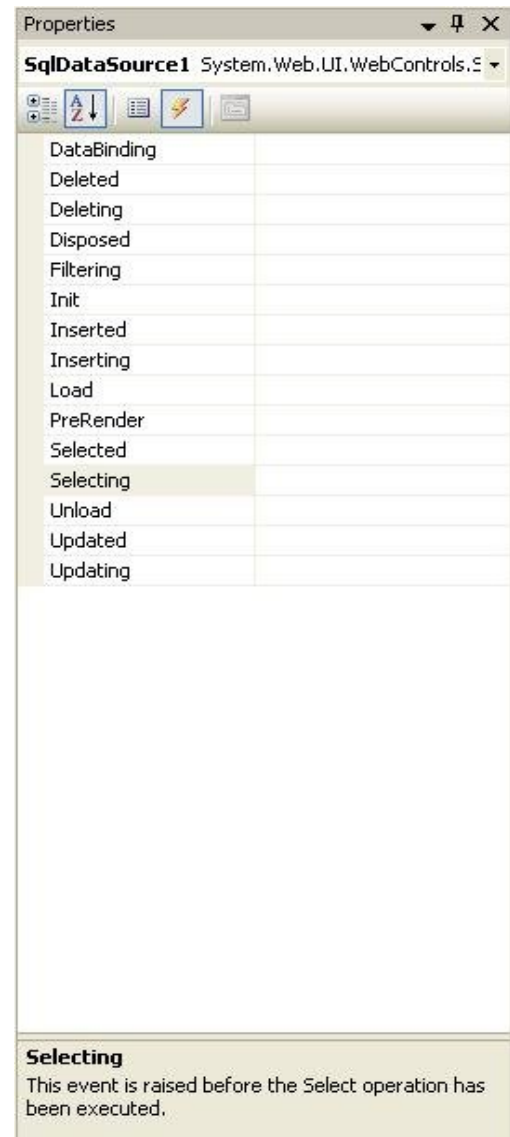 Properties
SqlDataSource1 System.Web.UI.WebControls.S
DataBinding
Deleted
Deleting
Disposed
Filtering
Init
Inserted
Inserting
Load
PreRender
Selected
Selecting
Unload
Updated
Updating
Selecting
This event is raised before the Select operation has
been executed.